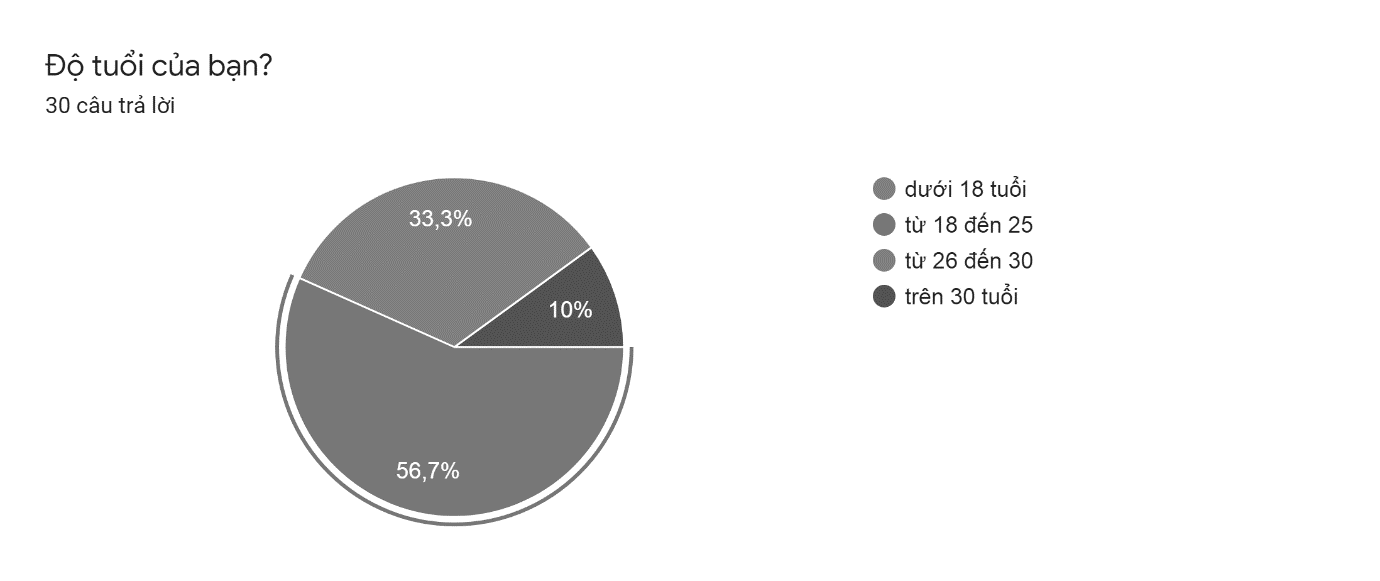 Độ tuổi của bạn?
30 câu trả lời
33,3%
10%
56,7%
dưới 18 tuổi
từ 18 đến 25
từ 26 đến 30
trên 30 tuổi